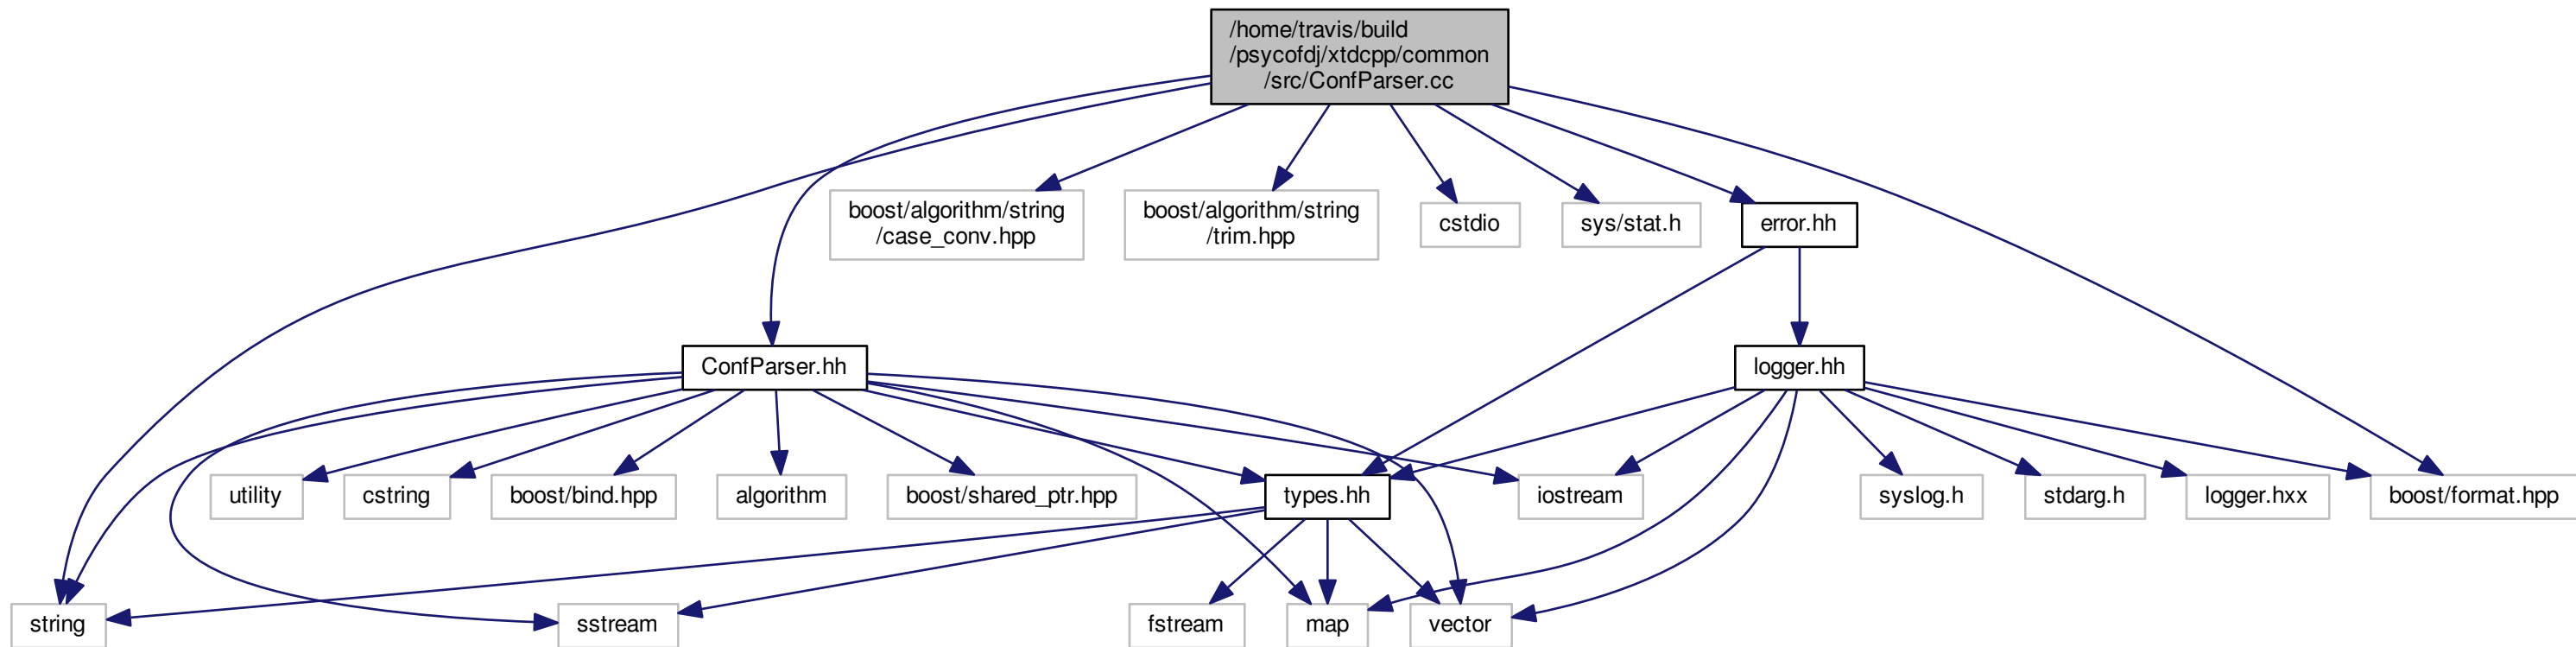 /home/travis/build
/psycofdj/xtdcpp/common
/src/ConfParser.cc
boost/algorithm/string
/case_conv.hpp
boost/algorithm/string
/trim.hpp
cstdio
sys/stat.h
error.hh
ConfParser.hh
logger.hh
utility
cstring
boost/bind.hpp
algorithm
boost/shared_ptr.hpp
types.hh
iostream
syslog.h
stdarg.h
logger.hxx
boost/format.hpp
string
sstream
fstream
map
vector